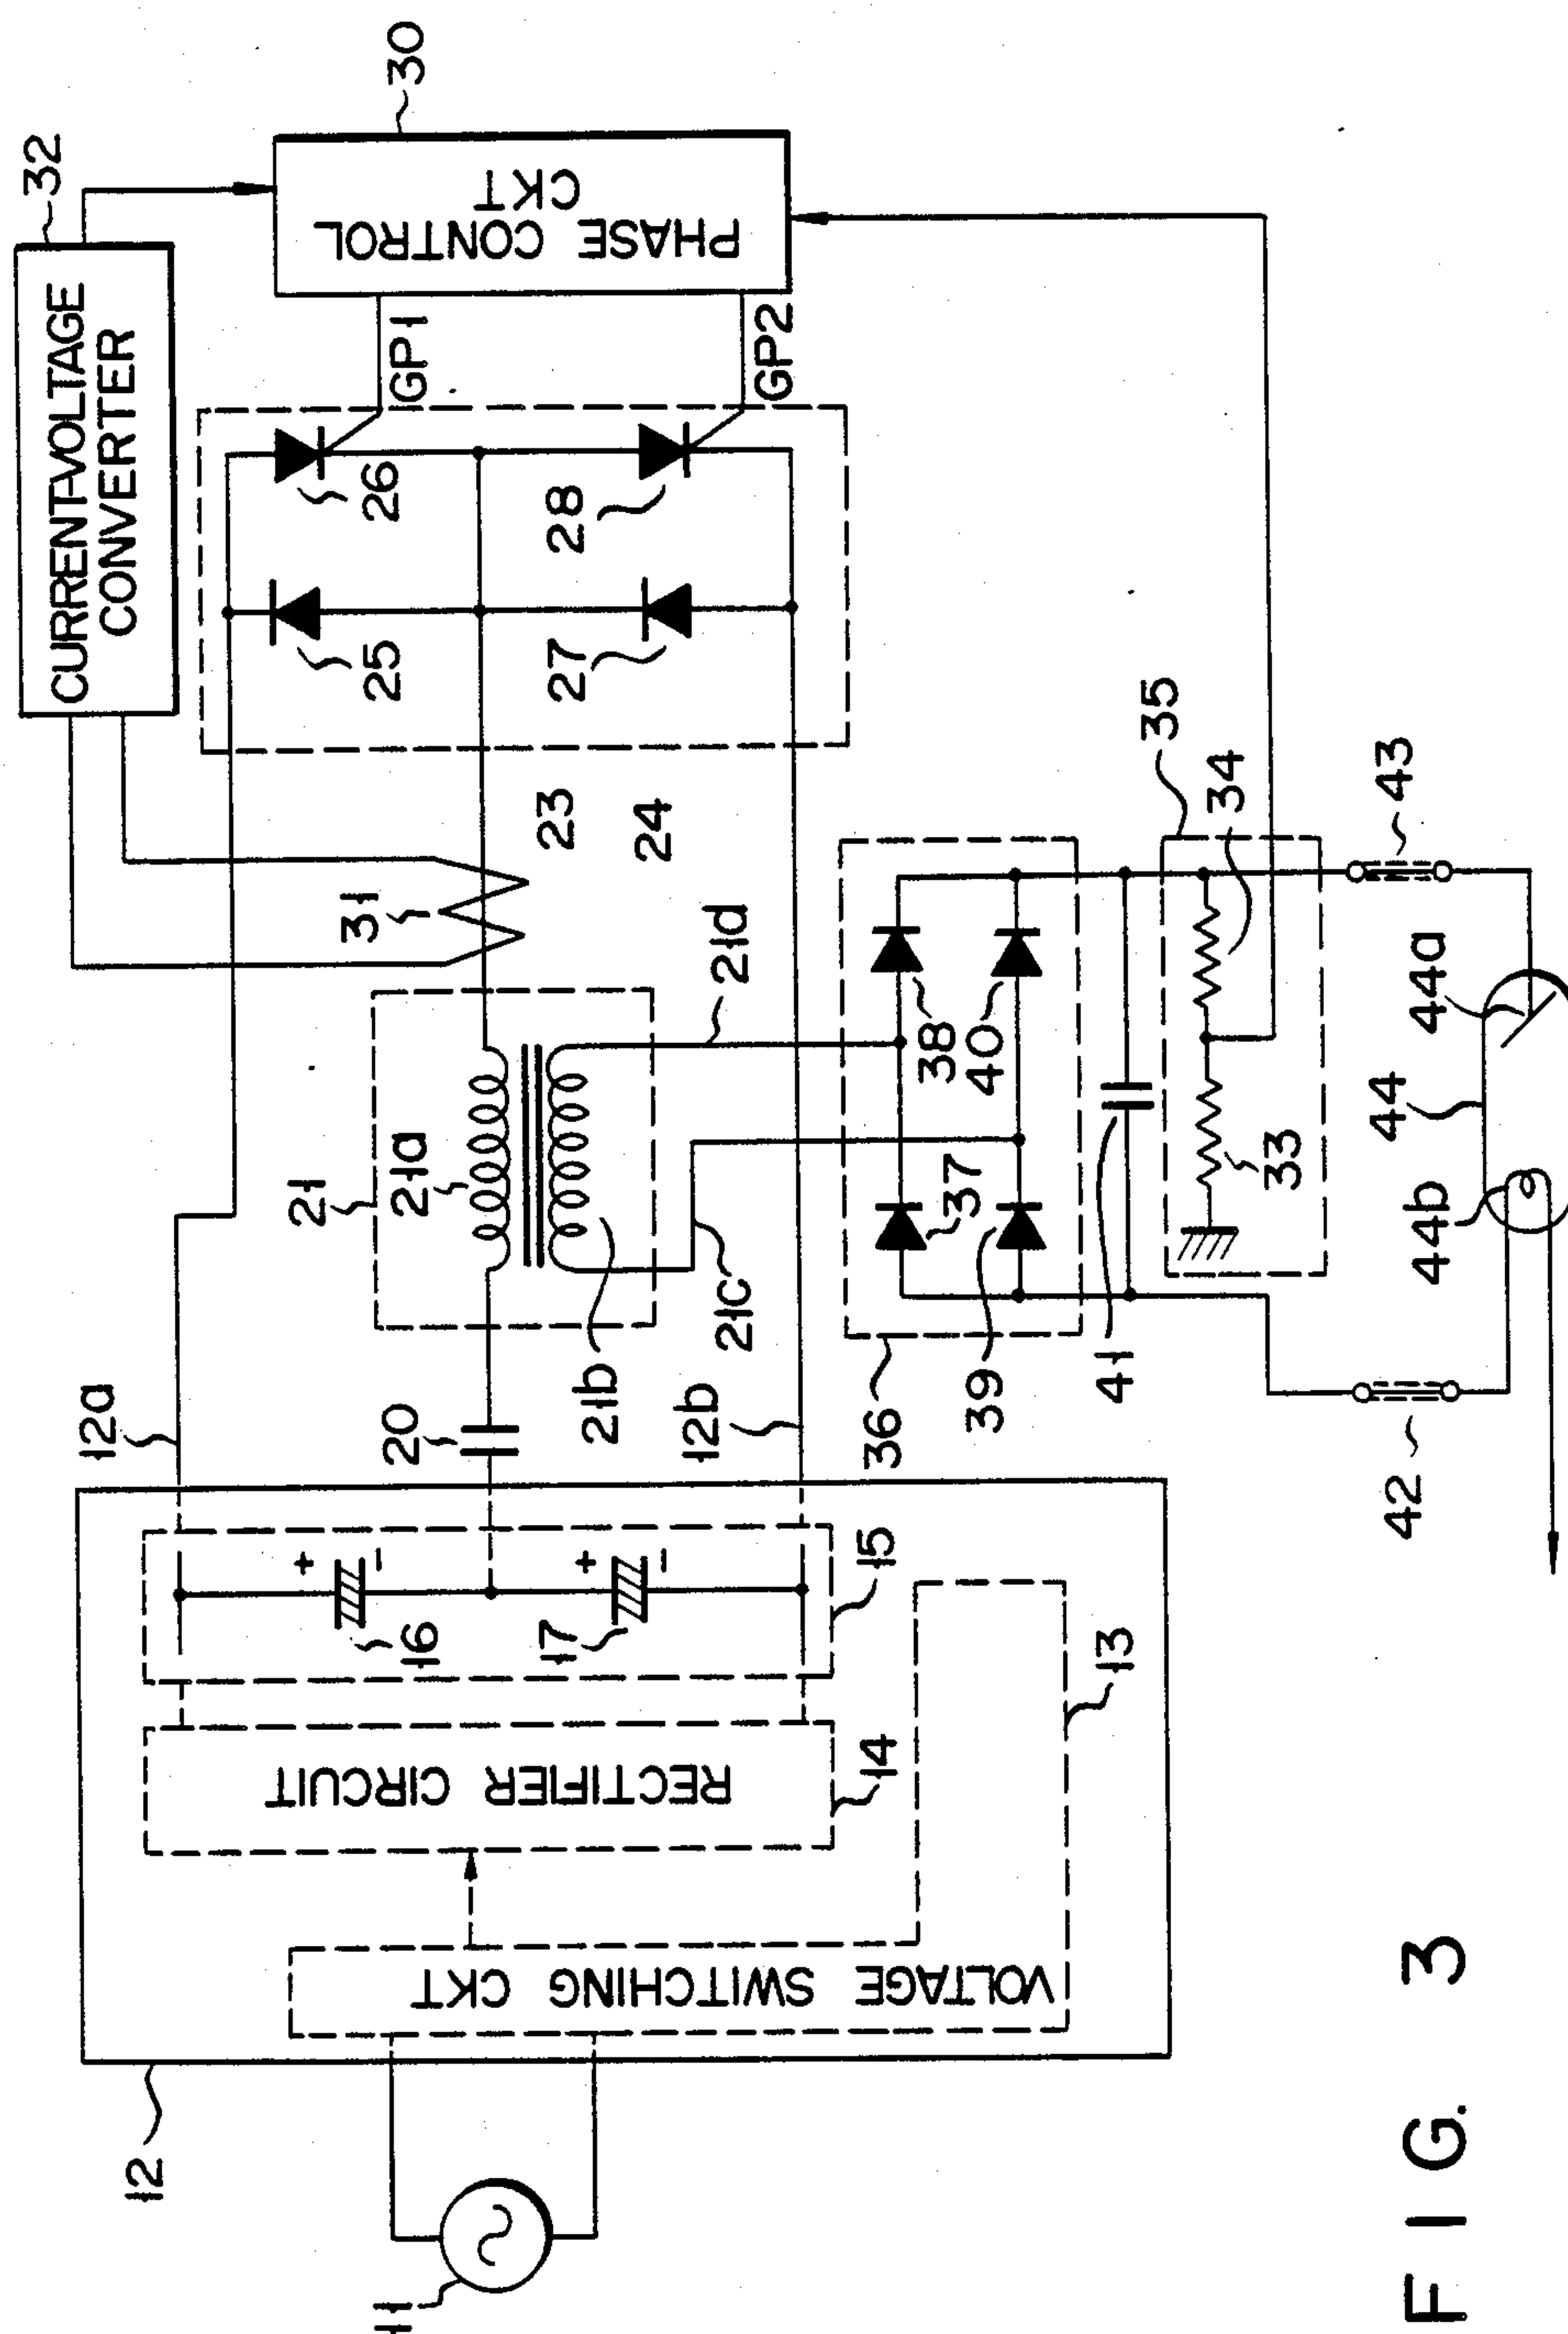 32
CURRENT-VOLTAGE
CONVERTER
30
PHASE CONTROL
CKT
GP1
GP2
26
28
25
27
31
23
24
21
21a
21b
21c
21d
12a
20
12b
12
11
VOLTAGE SWITCHING CKT
13
RECTIFIER CIRCUIT
14
15
+
-
16
+
-
17
36
37
38
39
40
41
35
34
33
43
42
44
44a
44b
FIG. 3